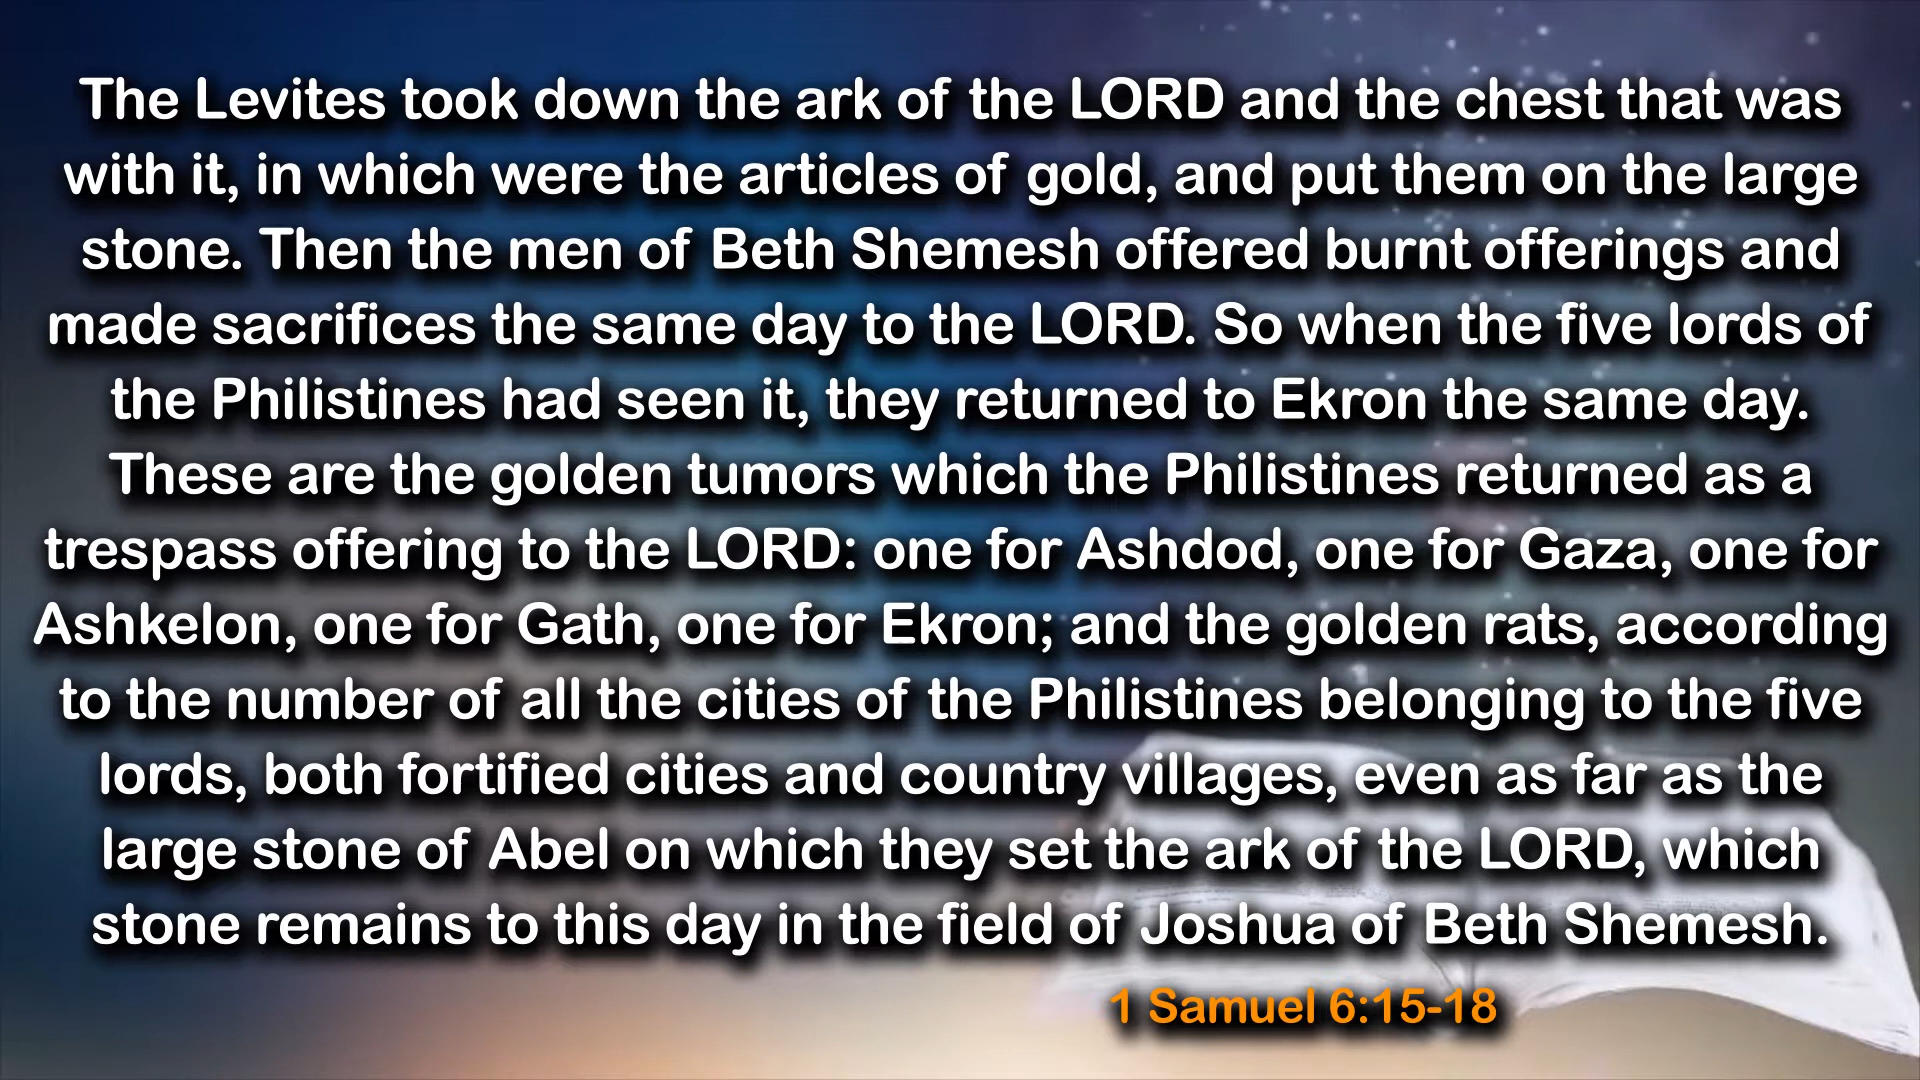 The Levites took down the ark of the LORD and the chest that was
with it, in which were the articles of gold, and put them on the large
stone. Then the men of Beth Shemesh offered burnt offerings and
made sacrifices the same day to the LORD. So when the five lords of
the Philistines had seen it, they returned to Ekron the same day.
These are the golden tumors which the Philistines returned as a
trespass offering to the LORD: one for Ashdod, one for Gaza, one for
Ashkelon, one for Gath, one for Ekron; and the golden rats, according
to the number of all the cities of the Philistines belonging to the five
lords, both fortified cities and country villages, even as far as the
large stone of Abel on which they set the ark of the LORD, which
stone remains to this day in the field of Joshua of Beth Shemesh.
1 Samuel 6:15-18